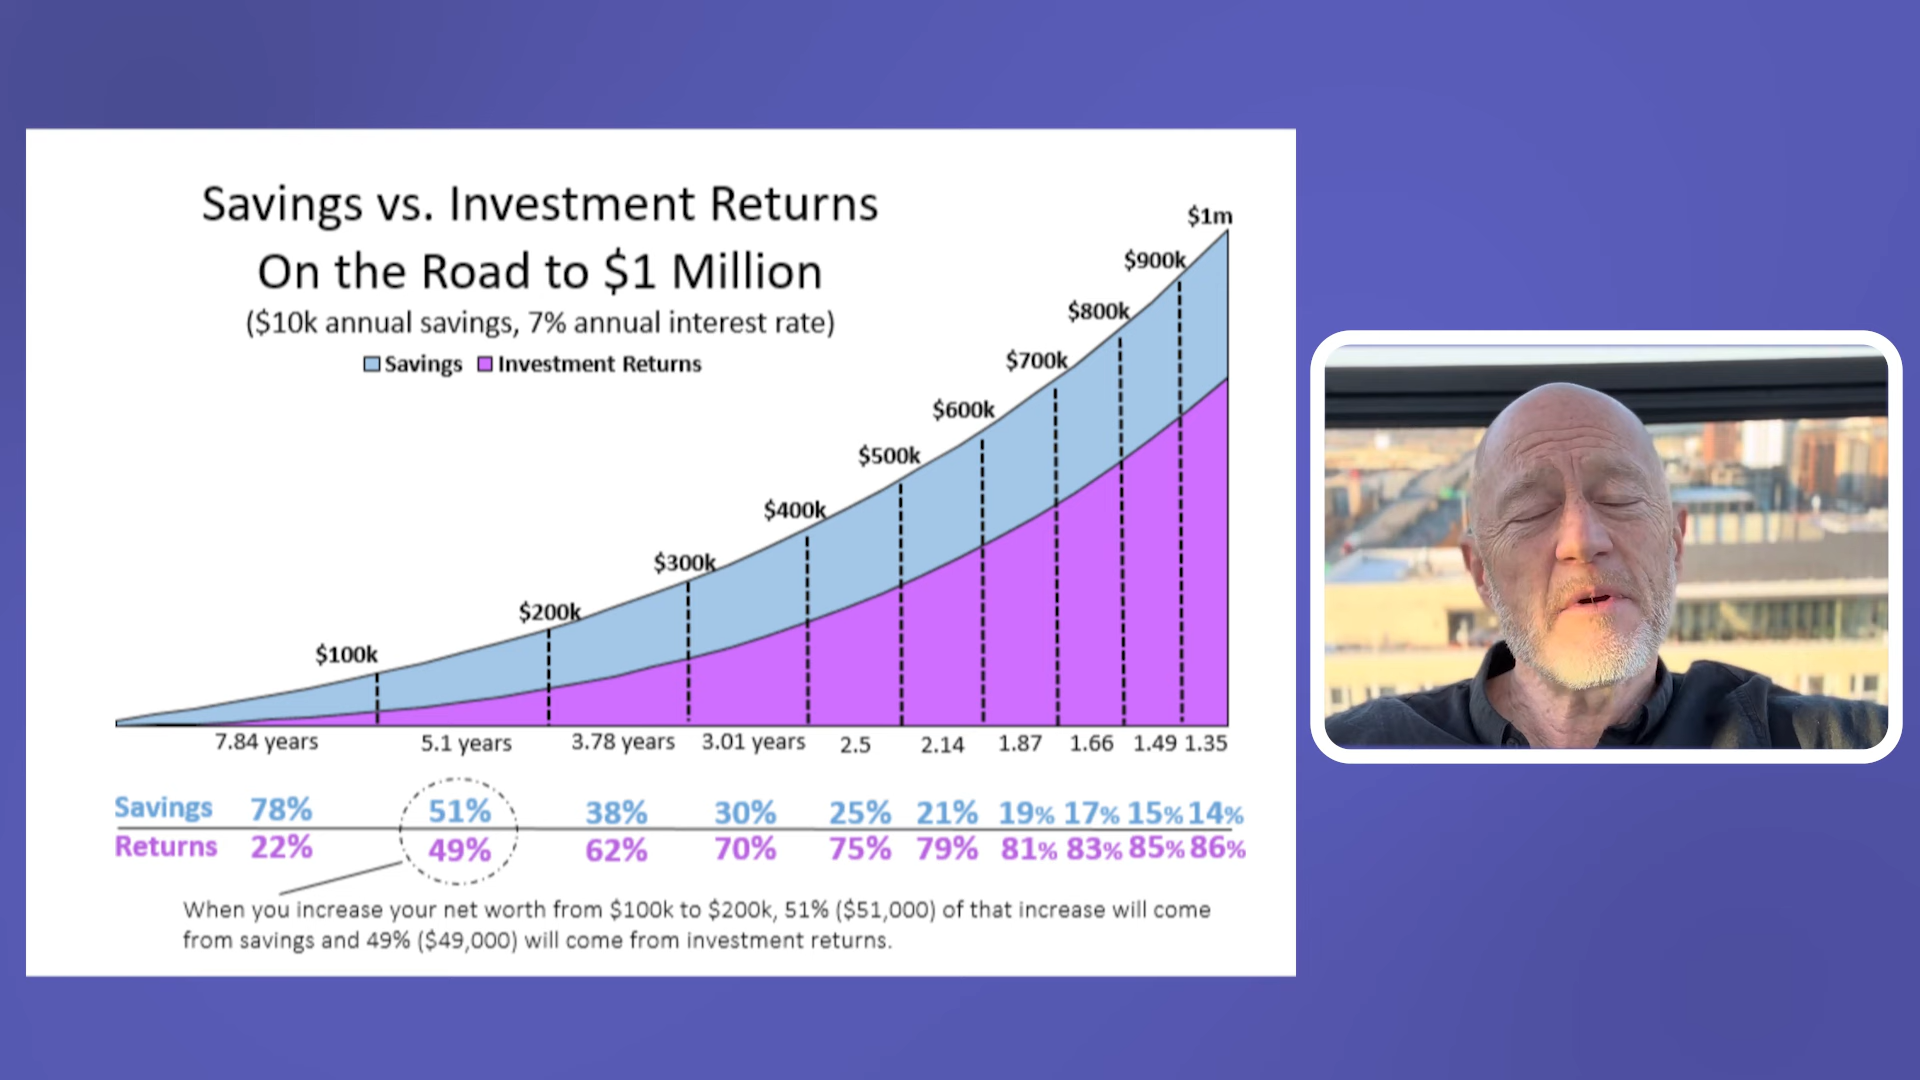 Savings vs. Investment Returns
On the Road to $1 Million
($10k annual savings, 7% annual interest rate)
Savings Investment Returns
$1m
$900k
$800k
$700k
$600k
$500k
$400k
$300k
$200k
$100k
7.84 years 5.1 years 3.78 years 3.01 years 2.5 2.14 1.87 1.66 1.49 1.35
Savings 78% 51% 38% 30% 25% 21% 19% 17% 15% 14%
Returns 22% 49% 62% 70% 75% 79% 81% 83% 85% 86%
When you increase your net worth from $100k to $200k, 51% ($51,000) of that increase will come
from savings and 49% ($49,000) will come from investment returns.